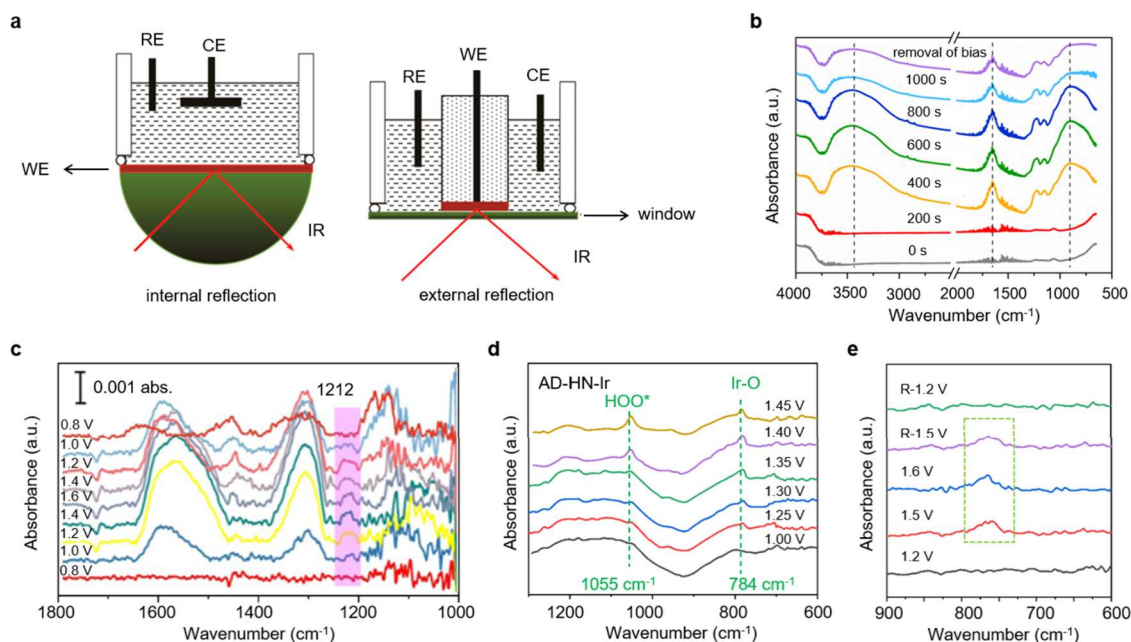 a
RE
CE
WE
IR
internal reflection
WE
RE
CE
window
IR
external reflection
b
removal of bias
1000 s
800 s
600 s
400 s
200 s
0 s
Absorbance (a.u.)
4000 3500 3000 2000 1500 1000 500
Wavenumber (cm⁻¹)
c
0.001 abs.
1212
0.8 V
1.0 V
1.2 V
1.4 V
1.6 V
1.4 V
1.2 V
1.0 V
0.8 V
Absorbance (a.u.)
1800 1600 1400 1200 1000
Wavenumber (cm⁻¹)
d
AD-HN-Ir
HOO*
Ir-O
1.45 V
1.40 V
1.35 V
1.30 V
1.25 V
1.00 V
1055 cm⁻¹
784 cm⁻¹
Absorbance (a.u.)
1200 1000 800 600
Wavenumber (cm⁻¹)
e
R-1.2 V
R-1.5 V
1.6 V
1.5 V
1.2 V
Absorbance (a.u.)
900 800 700 600
Wavenumber (cm⁻¹)